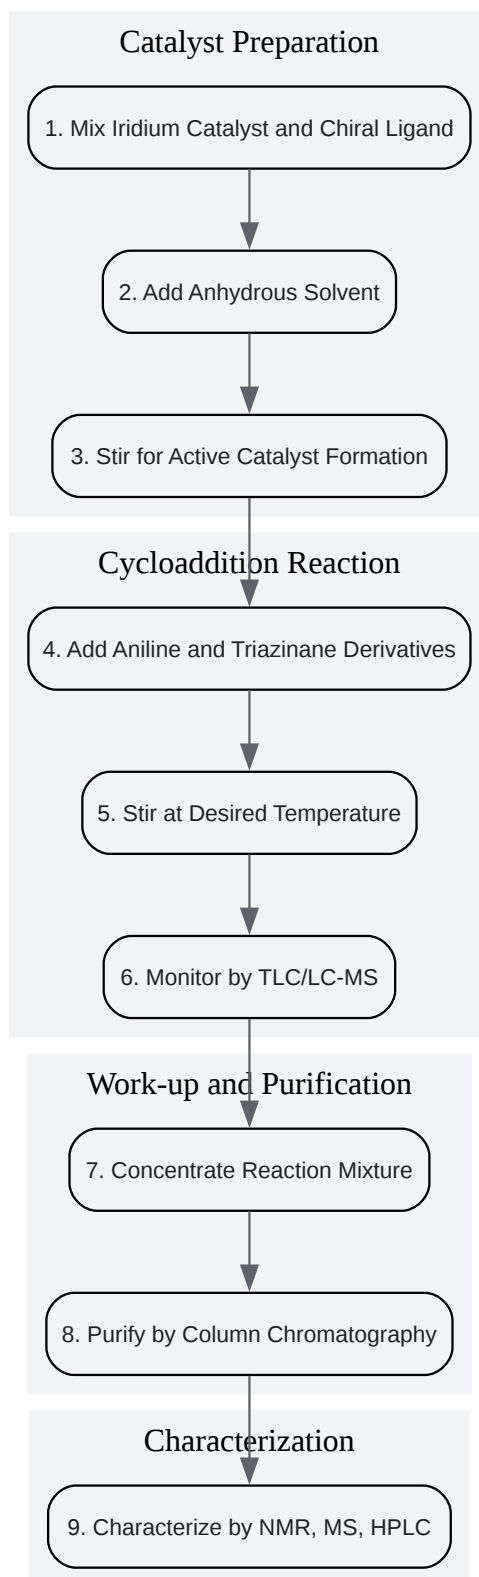 Catalyst Preparation
1. Mix Iridium Catalyst and Chiral Ligand
2. Add Anhydrous Solvent
3. Stir for Active Catalyst Formation
Cycloaddition Reaction
4. Add Aniline and Triazinane Derivatives
5. Stir at Desired Temperature
6. Monitor by TLC/LC-MS
Work-up and Purification
7. Concentrate Reaction Mixture
8. Purify by Column Chromatography
Characterization
9. Characterize by NMR, MS, HPLC